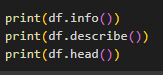 print(df.info())
print(df.describe())
print(df.head())